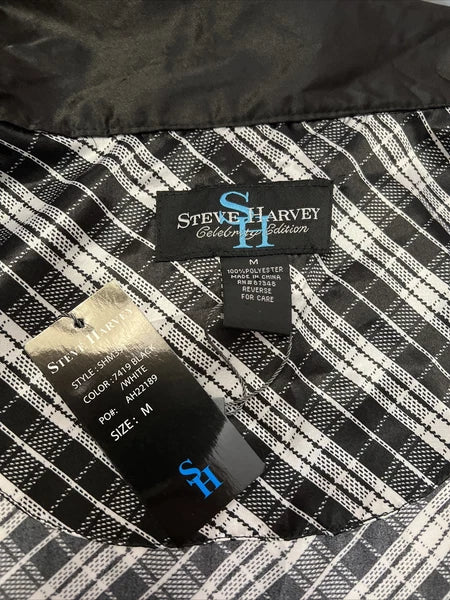 SH
STEVE HARVEY
Celebrity Edition
M
100%POLYESTER
MADE IN CHINA
RN#87348
REVERSE
FOR CARE
STEVE HARVEY
STYLE:
COLOR :7419 BLACK
/WHITE
PO#: AH22189
SIZE: M
SH